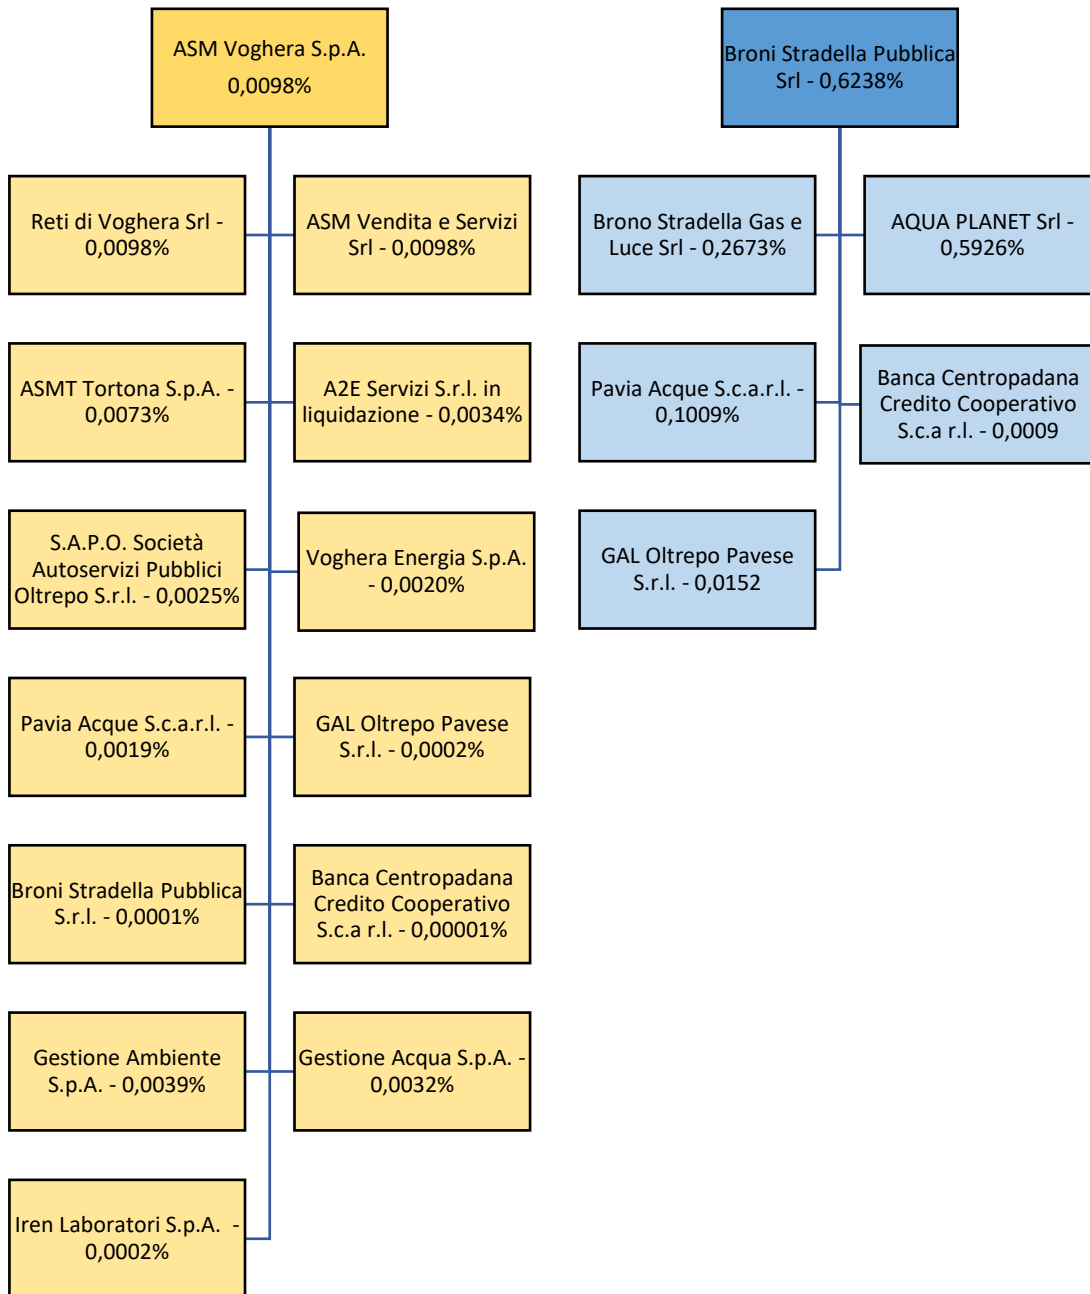 ASM Voghera S.p.A.
0,0098%
Broni Stradella Pubblica
Srl - 0,6238%
Reti di Voghera Srl -
0,0098%
ASM Vendita e Servizi
Srl - 0,0098%
Brono Stradella Gas e
Luce Srl - 0,2673%
AQUA PLANET Srl -
0,5926%
ASMT Tortona S.p.A. -
0,0073%
A2E Servizi S.r.l. in
liquidazione - 0,0034%
Pavia Acque S.c.a.r.l. -
0,1009%
Banca Centropadana
Credito Cooperativo
S.c.a r.l. - 0,0009
S.A.P.O. Società
Autoservizi Pubblici
Oltrepo S.r.l. - 0,0025%
Voghera Energia S.p.A.
- 0,0020%
GAL Oltrepo Pavese
S.r.l. - 0,0152
Pavia Acque S.c.a.r.l. -
0,0019%
GAL Oltrepo Pavese
S.r.l. - 0,0002%
Broni Stradella Pubblica
S.r.l. - 0,0001%
Banca Centropadana
Credito Cooperativo
S.c.a r.l. - 0,00001%
Gestione Ambiente
S.p.A. - 0,0039%
Gestione Acqua S.p.A. -
0,0032%
Iren Laboratori S.p.A. -
0,0002%